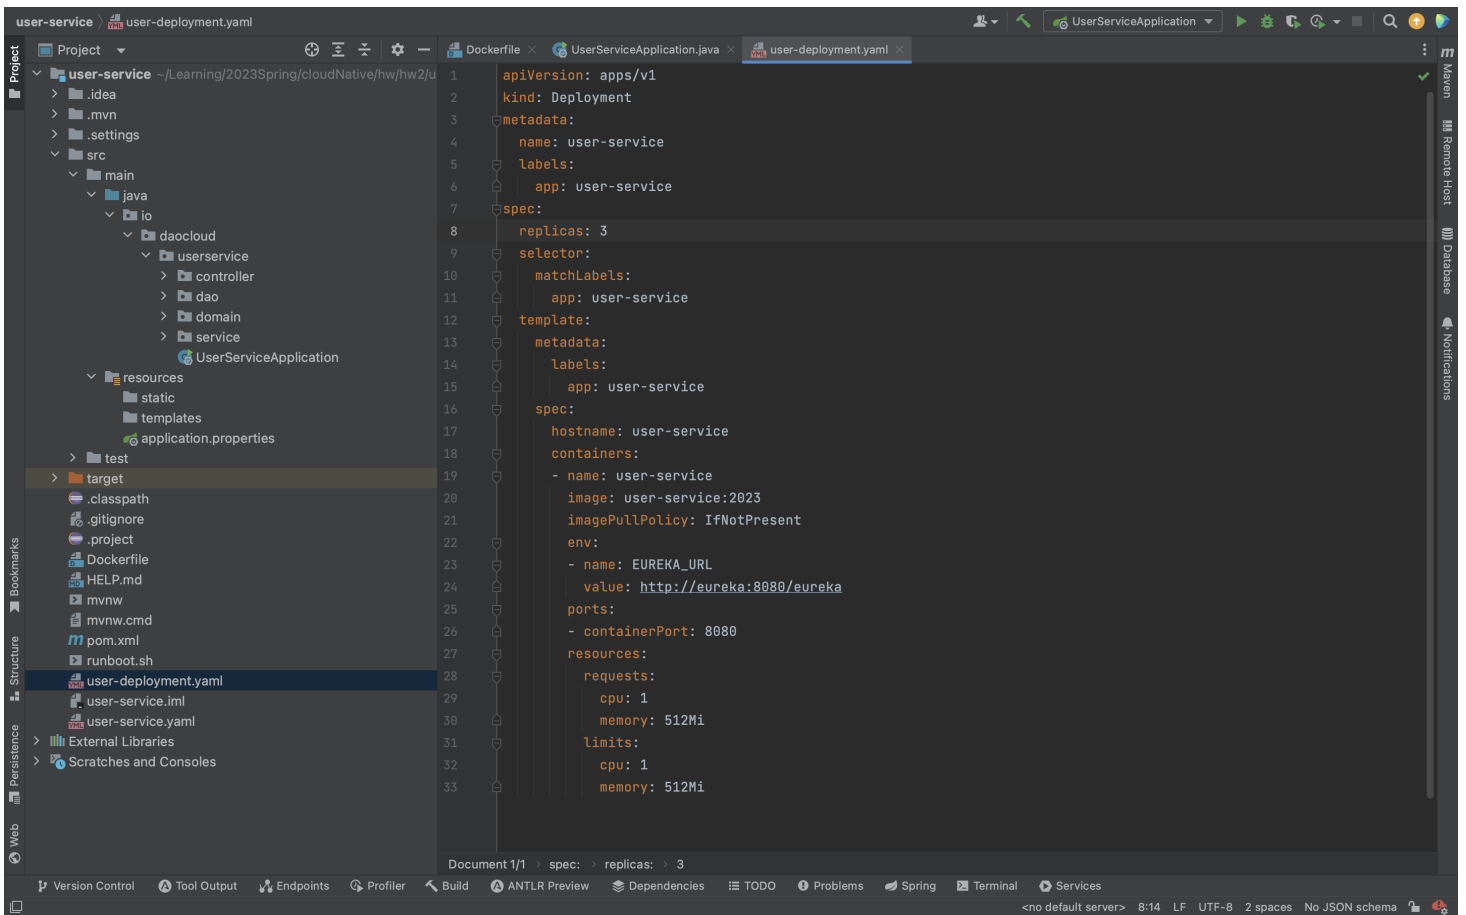 user-service
user-deployment.yaml
UserServiceApplication
Project
Project
Dockerfile
UserServiceApplication.java
user-deployment.yaml
user-service ~/Learning/2023Spring/cloudNative/hw/hw2/u
.idea
.mvn
.settings
src
main
java
io
daocloud
userservice
controller
dao
domain
service
UserServiceApplication
resources
static
templates
application.properties
test
target
.classpath
.gitignore
.project
Dockerfile
HELP.md
mvnw
mvnw.cmd
pom.xml
runboot.sh
user-deployment.yaml
user-service.iml
user-service.yaml
External Libraries
Scratches and Consoles
Bookmarks
Structure
Persistence
Web
1 apiVersion: apps/v1
2 kind: Deployment
3 metadata:
4 name: user-service
5 labels:
6 app: user-service
7 spec:
8 replicas: 3
9 selector:
10 matchLabels:
11 app: user-service
12 template:
13 metadata:
14 labels:
15 app: user-service
16 spec:
17 hostname: user-service
18 containers:
19 - name: user-service
20 image: user-service:2023
21 imagePullPolicy: IfNotPresent
22 env:
23 - name: EUREKA_URL
24 value: http://eureka:8080/eureka
25 ports:
26 - containerPort: 8080
27 resources:
28 requests:
29 cpu: 1
30 memory: 512Mi
31 limits:
32 cpu: 1
33 memory: 512Mi
Maven
Remote Host
Database
Notifications
Document 1/1 › spec: › replicas: › 3
Version Control Tool Output Endpoints Profiler Build ANTLR Preview Dependencies TODO Problems Spring Terminal Services
<no default server> 8:14 LF UTF-8 2 spaces No JSON schema